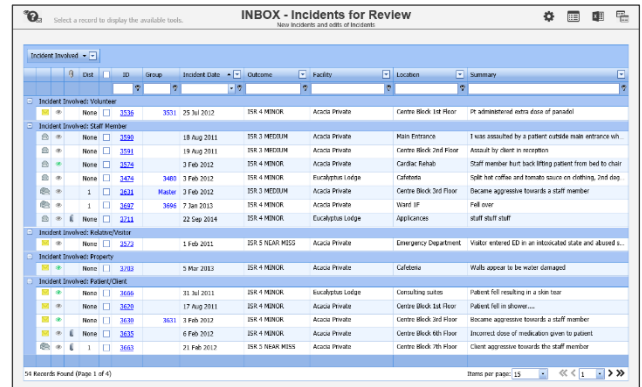 Select a record to display the available tools.
INBOX - Incidents for Review
New Incidents and edits of Incidents
Incident Involved
Dist ID Group Incident Date Outcome Facility Location Summary
Incident Involved: Volunteer
None 3536 3531 25 Jul 2012 ISR 4 MINOR Acacia Private Centre Block 1st Floor Pt administered extra dose of panadol
Incident Involved: Staff Member
None 3590 18 Aug 2011 ISR 3 MEDIUM Acacia Private Main Entrance I was assaulted by a patient outside main entrance wh...
None 3591 19 Aug 2011 ISR 3 MEDIUM Acacia Private Centre Block 2nd Floor Assault by client in reception
None 3574 3 Feb 2012 ISR 4 MINOR Acacia Private Cardiac Rehab Staff member hurt back lifting patient from bed to chair
None 3474 3480 3 Feb 2012 ISR 4 MINOR Eucalyptus Lodge Cafeteria Spilt hot coffee and tomato sauce on clothing, 2nd deg...
1 3631 Master 3 Feb 2012 ISR 3 MEDIUM Acacia Private Centre Block 3rd Floor Became aggressive towards a staff member
1 3697 3696 7 Jan 2013 ISR 4 MINOR Acacia Private Ward 1F Fell over
None 3711 22 Sep 2014 ISR 4 MINOR Eucalyptus Lodge Applicances staff stuff stuff
Incident Involved: Relative/Visitor
None 3573 1 Feb 2011 ISR 5 NEAR MISS Acacia Private Emergency Department Visitor entered ED in an intoxicated state and abused s...
Incident Involved: Property
None 3703 5 Mar 2013 ISR 4 MINOR Acacia Private Cafeteria Walls appear to be water damaged
Incident Involved: Patient/Client
None 3666 31 Jul 2011 ISR 4 MINOR Eucalyptus Lodge Consulting suites Patient fell resulting in a skin tear
None 3620 17 Aug 2011 ISR 4 MINOR Acacia Private Centre Block 1st Floor Patient fell in shower....
None 3630 3631 3 Feb 2012 ISR 4 MINOR Acacia Private Centre Block 3rd Floor Became aggressive towards a staff member
None 3635 6 Feb 2012 ISR 4 MINOR Acacia Private Centre Block 6th Floor Incorrect dose of medication given to patient
1 3663 21 Feb 2012 ISR 5 NEAR MISS Acacia Private Centre Block 7th Floor Client aggressive towards the staff member
54 Records Found (Page 1 of 4) Items per page: 15 1